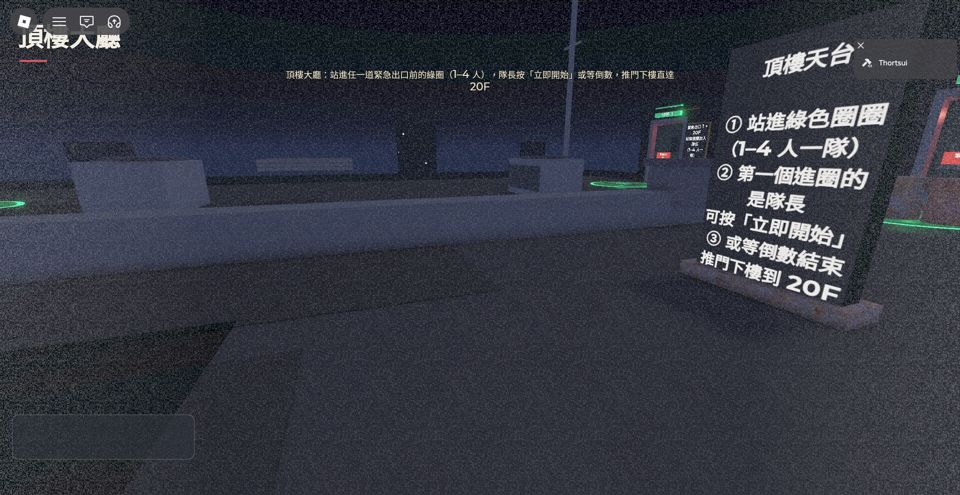 頂樓大廳
頂樓大廳：站進任一道緊急出口前的綠圈（1–4 人），隊長按「立即開始」或等倒數，推門下樓直達
20F
Thortsui
頂樓天台
① 站進綠色圈圈
（1–4 人一隊）
② 第一個進圈的
是隊長
可按「立即開始」
③ 或等倒數結束
推門下樓到 20F